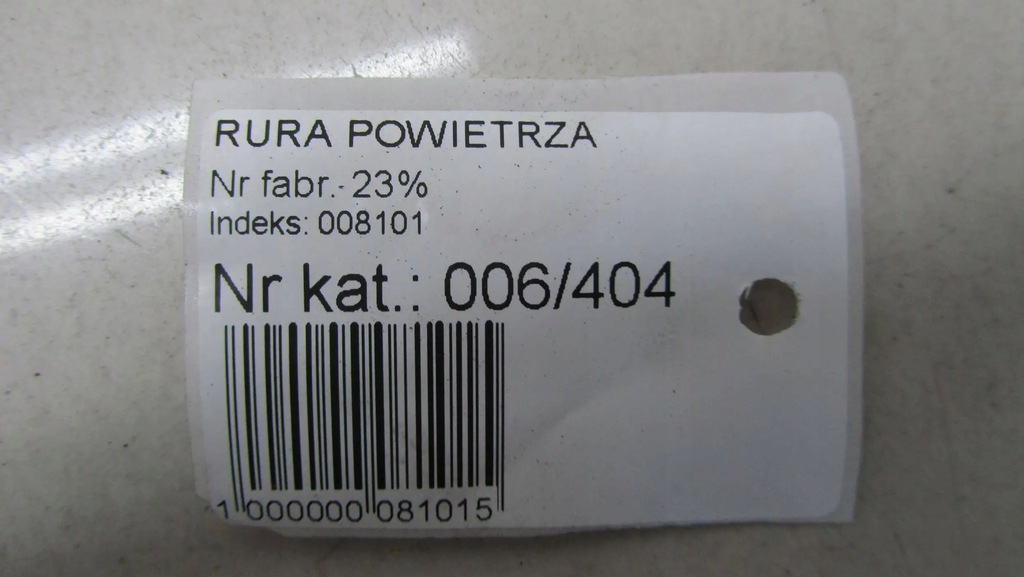 RURA POWIETRZA
Nr fabr.- 23%
Indeks: 008101
Nr kat.: 006/404
1 000000 081015